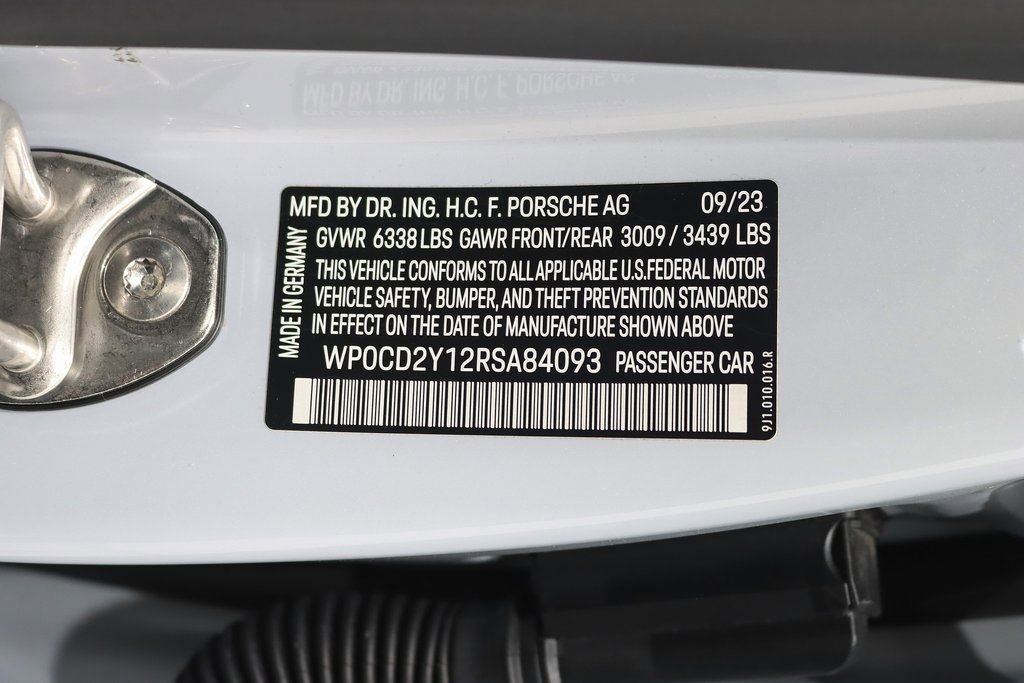 MFD BY DR. ING. H.C. F. PORSCHE AG 09/23
GVWR 6338 LBS GAWR FRONT/REAR 3009 / 3439 LBS
MADE IN GERMANY
THIS VEHICLE CONFORMS TO ALL APPLICABLE U.S.FEDERAL MOTOR
VEHICLE SAFETY, BUMPER, AND THEFT PREVENTION STANDARDS
IN EFFECT ON THE DATE OF MANUFACTURE SHOWN ABOVE
WP0CD2Y12RSA84093 PASSENGER CAR
9J1.010.016.R